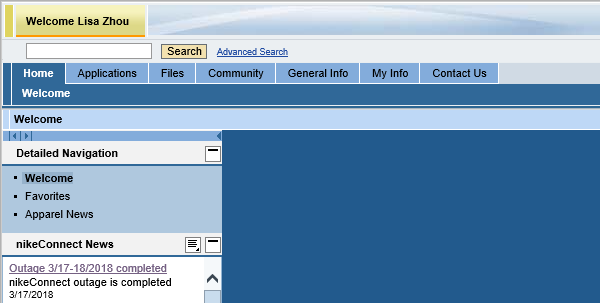 Welcome Lisa Zhou
Search Advanced Search
Home Applications Files Community General Info My Info Contact Us
Welcome
Welcome
Detailed Navigation
Welcome
Favorites
Apparel News
nikeConnect News
Outage 3/17-18/2018 completed
nikeConnect outage is completed
3/17/2018